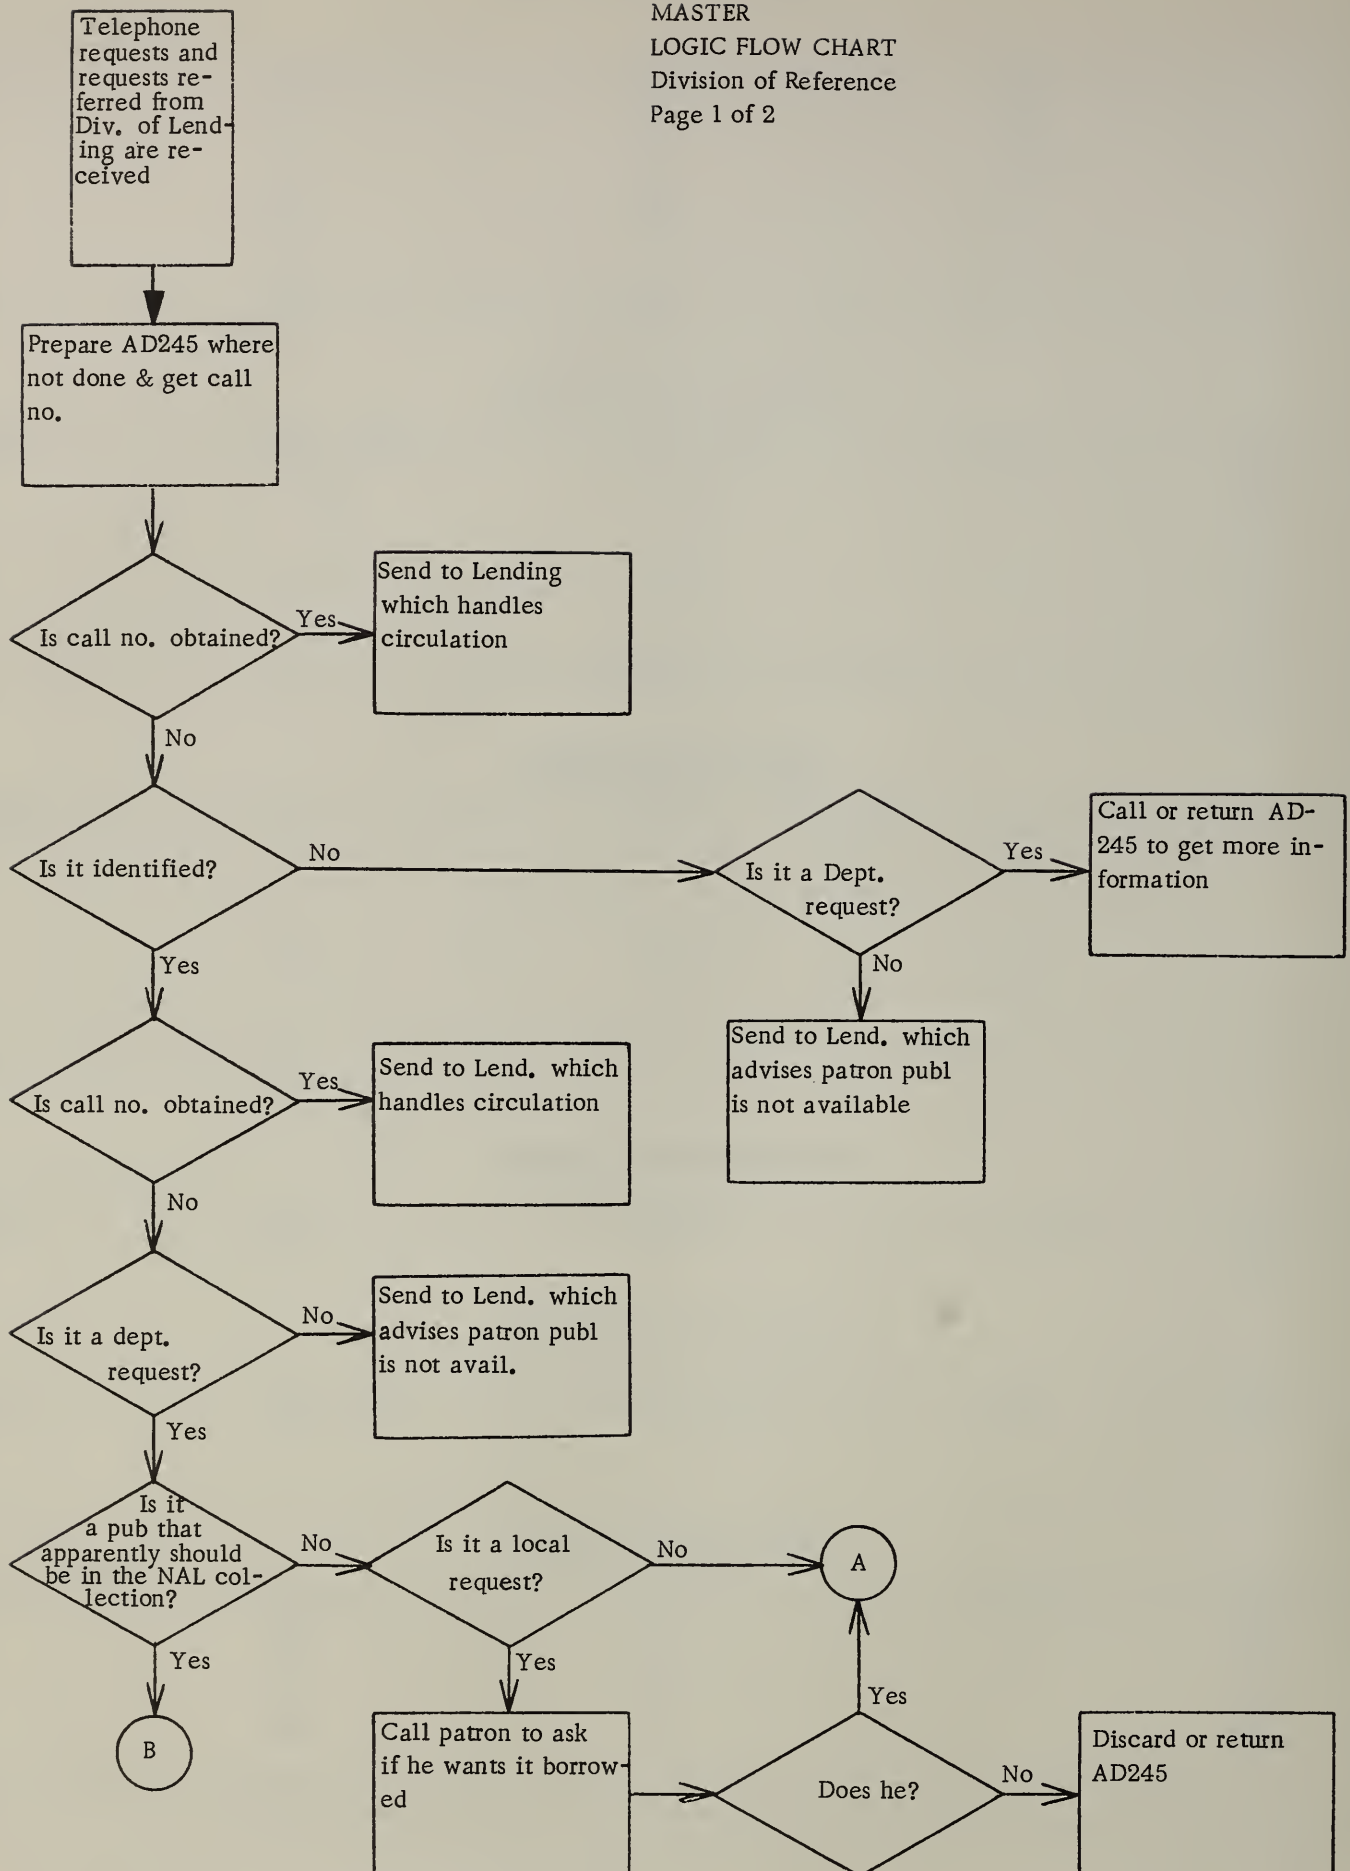 MASTER
LOGIC FLOW CHART
Division of Reference
Page 1 of 2
Telephone
requests and
requests re-
ferred from
Div. of Lend-
ing are re-
ceived
Prepare AD245 where
not done & get call
no.
Is call no. obtained?
Yes
Send to Lending
which handles
circulation
No
Is it identified?
No
Is it a Dept.
request?
Yes
Call or return AD-
245 to get more in-
formation
No
Send to Lend. which
advises patron publ
is not available
Yes
Is call no. obtained?
Yes
Send to Lend. which
handles circulation
No
Is it a dept.
request?
No
Send to Lend. which
advises patron publ
is not avail.
Yes
Is it
a pub that
apparently should
be in the NAL col-
lection?
No
Is it a local
request?
No
A
Yes
B
Yes
Call patron to ask
if he wants it borrow-
ed
Does he?
Yes
No
Discard or return
AD245